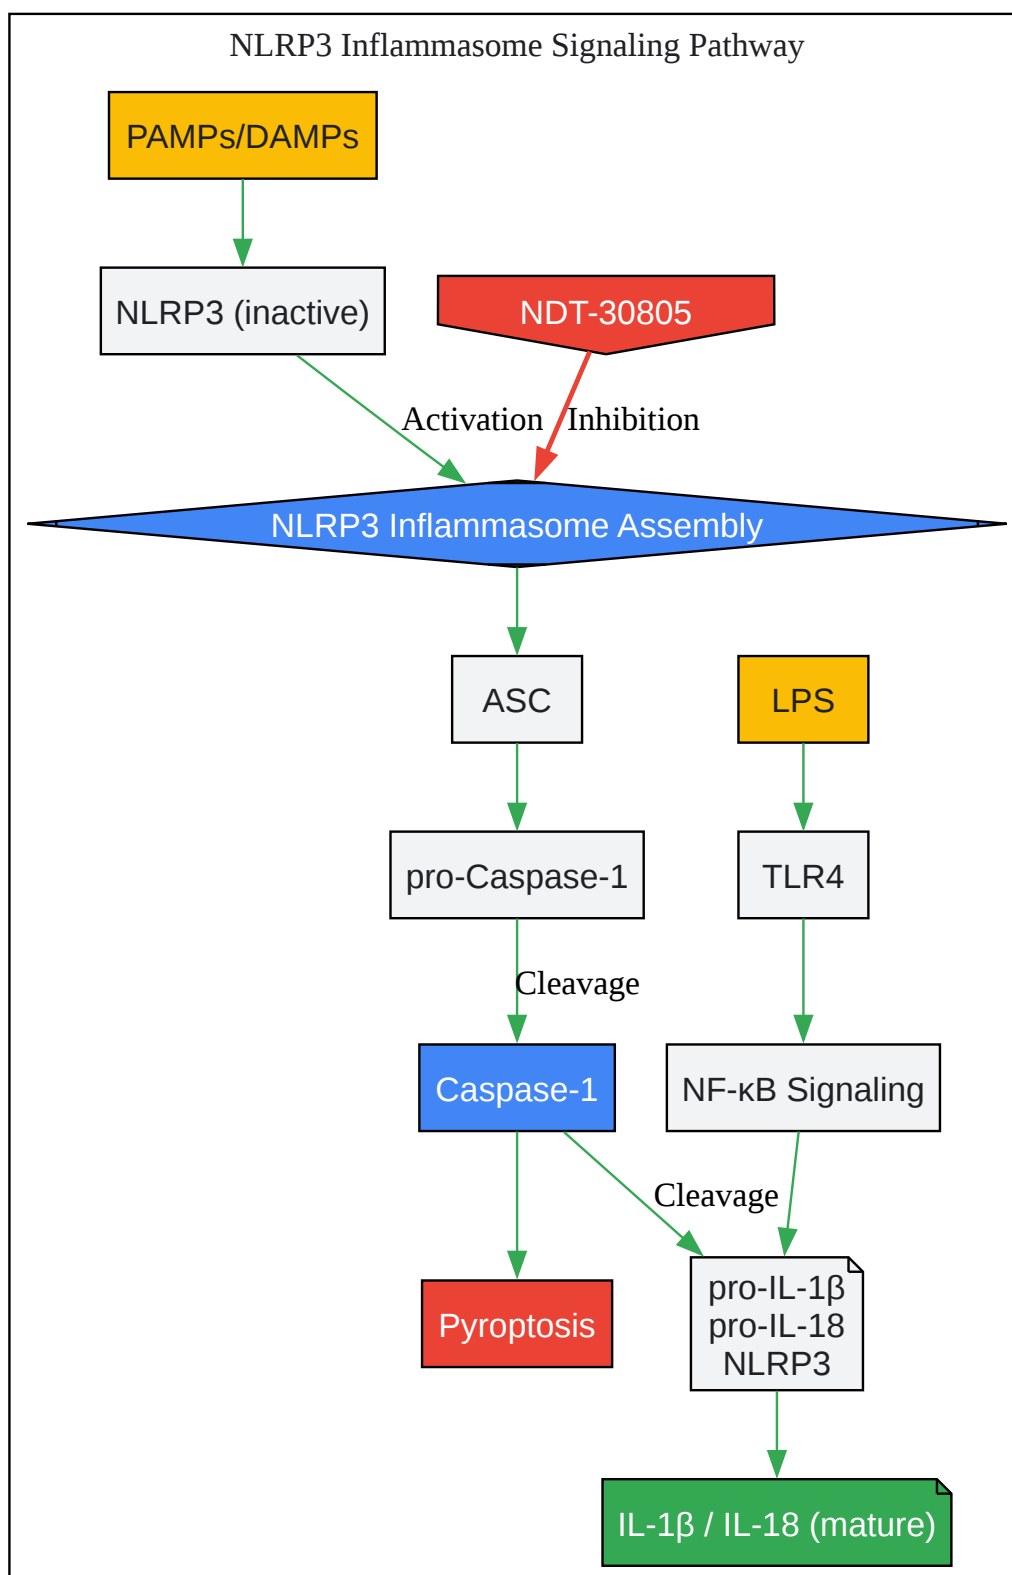 NLRP3 Inflammasome Signaling Pathway
PAMPs/DAMPs
NLRP3 (inactive)
NDT-30805
Activation
Inhibition
NLRP3 Inflammasome Assembly
ASC
LPS
pro-Caspase-1
TLR4
Cleavage
Caspase-1
NF-κB Signaling
Cleavage
Pyroptosis
pro-IL-1β
pro-IL-18
NLRP3
IL-1β / IL-18 (mature)